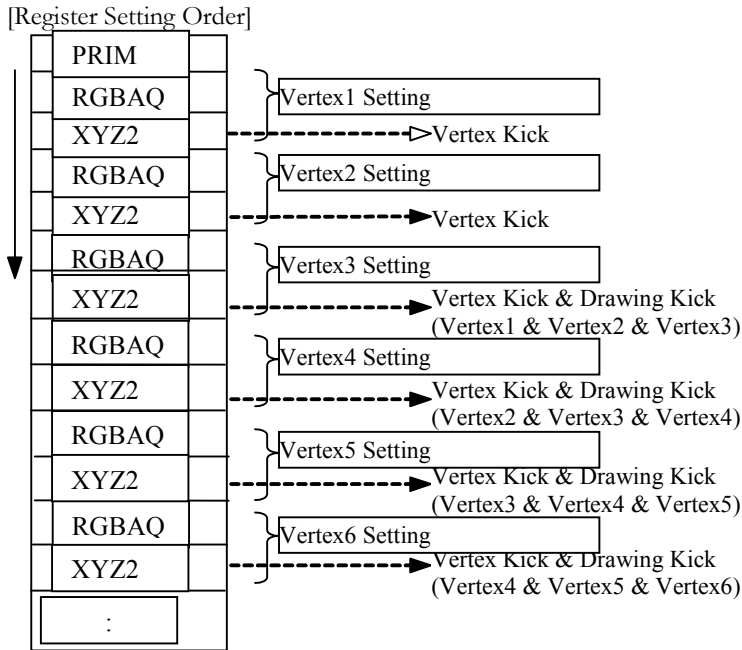 [Register Setting Order]
PRIM
RGBAQ
Vertex1 Setting
XYZ2
Vertex Kick
RGBAQ
Vertex2 Setting
XYZ2
Vertex Kick
RGBAQ
Vertex3 Setting
XYZ2
Vertex Kick & Drawing Kick
(Vertex1 & Vertex2 & Vertex3)
RGBAQ
Vertex4 Setting
XYZ2
Vertex Kick & Drawing Kick
(Vertex2 & Vertex3 & Vertex4)
RGBAQ
Vertex5 Setting
XYZ2
Vertex Kick & Drawing Kick
(Vertex3 & Vertex4 & Vertex5)
RGBAQ
Vertex6 Setting
XYZ2
Vertex Kick & Drawing Kick
(Vertex4 & Vertex5 & Vertex6)
: